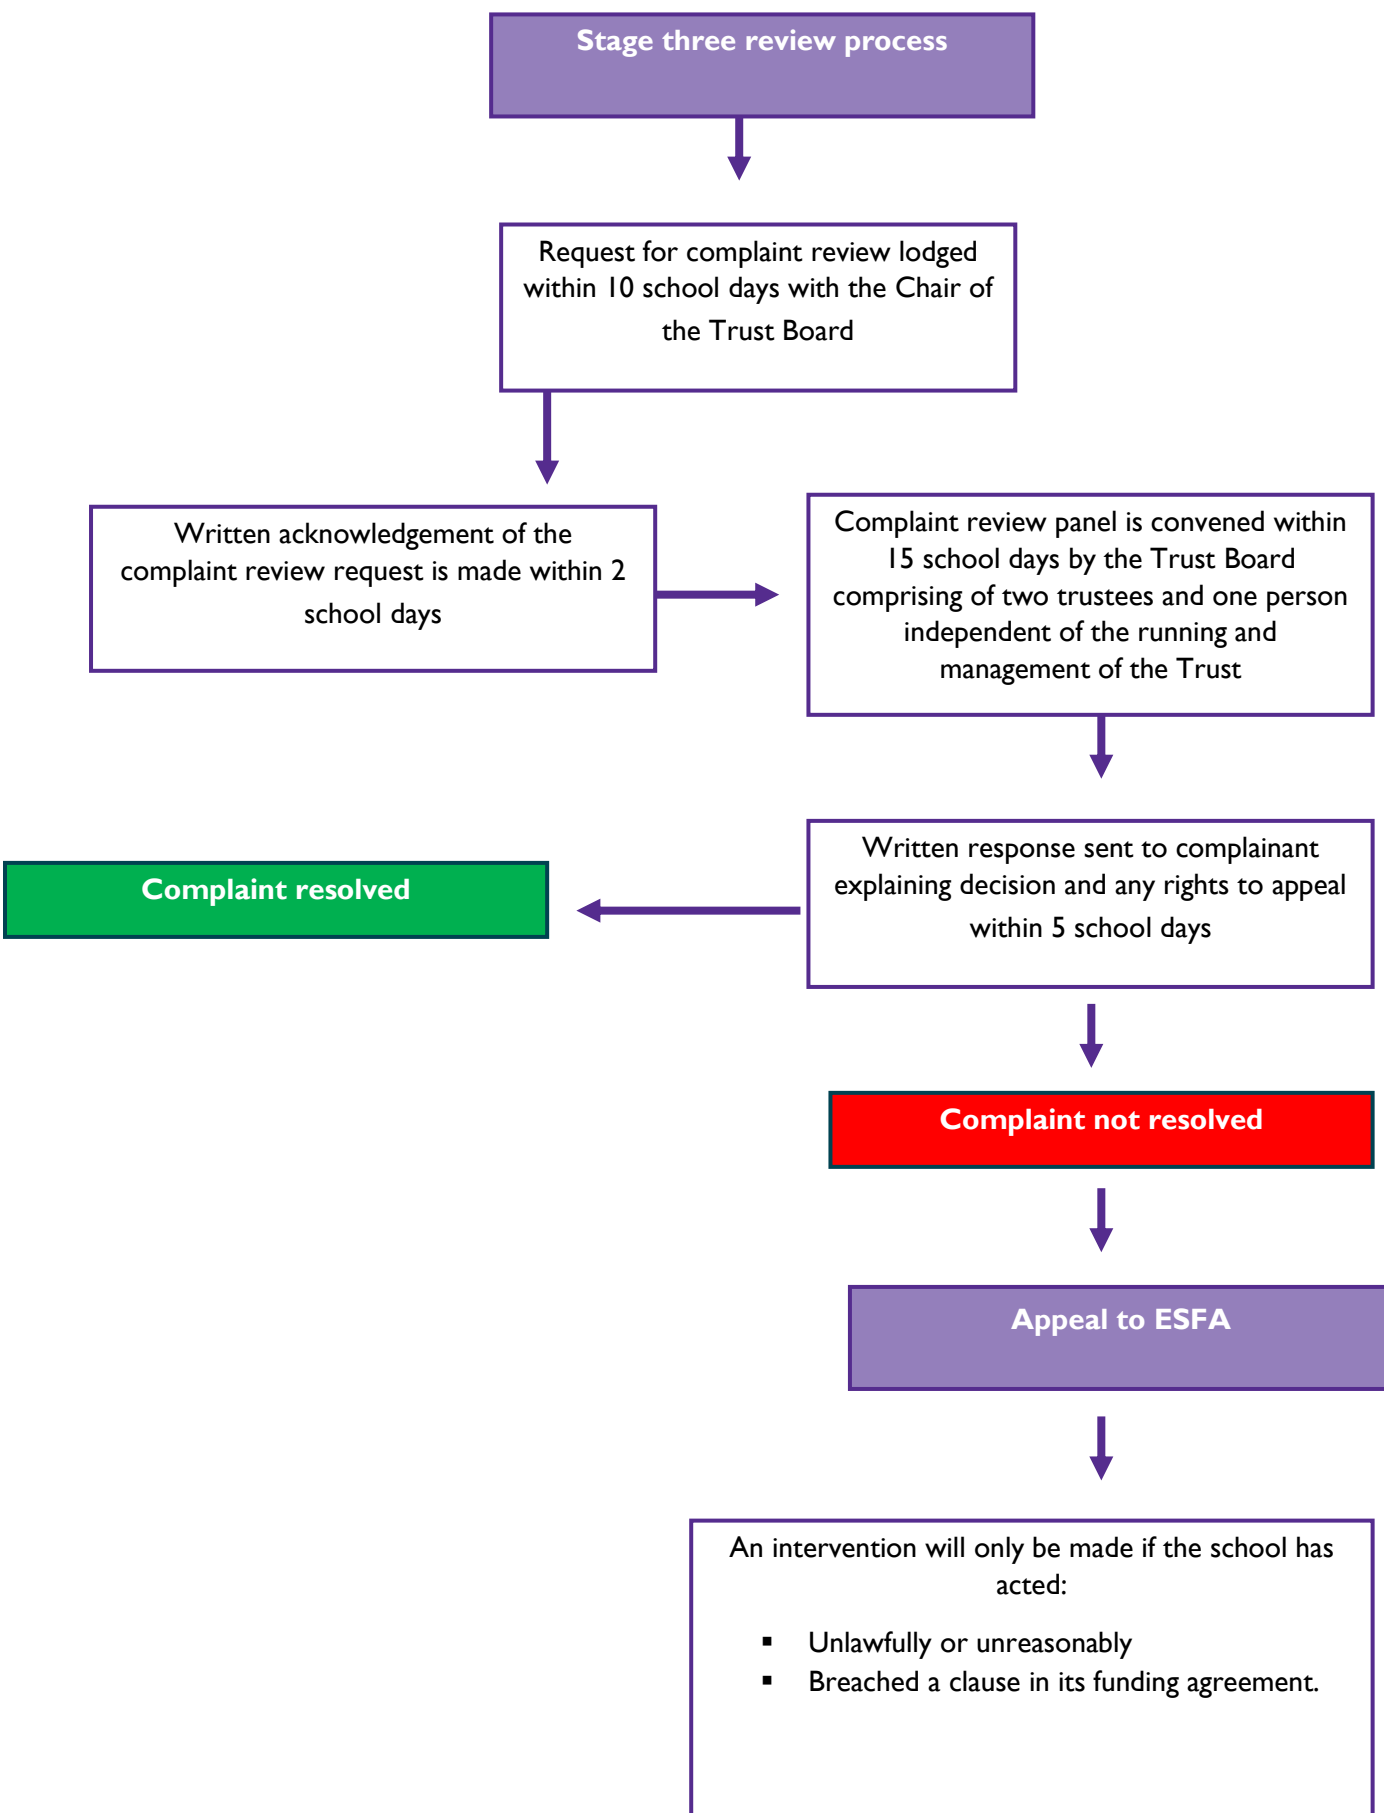 Stage three review process
Request for complaint review lodged
within 10 school days with the Chair of
the Trust Board
Written acknowledgement of the
complaint review request is made within 2
school days
Complaint review panel is convened within
15 school days by the Trust Board
comprising of two trustees and one person
independent of the running and
management of the Trust
Written response sent to complainant
explaining decision and any rights to appeal
within 5 school days
Complaint resolved
Complaint not resolved
Appeal to ESFA
An intervention will only be made if the school has
acted:
▪ Unlawfully or unreasonably
▪ Breached a clause in its funding agreement.